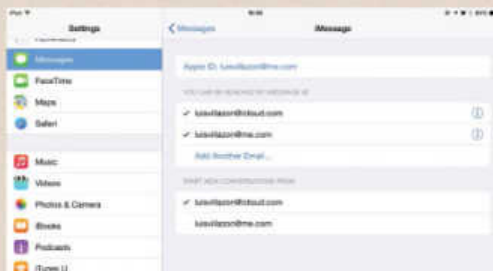 Settings
Messages
FaceTime
Maps
Safari
Music
Videos
Photos & Camera
iBooks
Podcasts
iTunes U
Messages
iMessage
Apple ID: luisvillazon@me.com
YOU CAN BE REACHED BY IMESSAGE AT
✓ luisvillazon@icloud.com
✓ luisvillazon@me.com
Add Another Email...
START NEW CONVERSATIONS FROM
✓ luisvillazon@icloud.com
luisvillazon@me.com